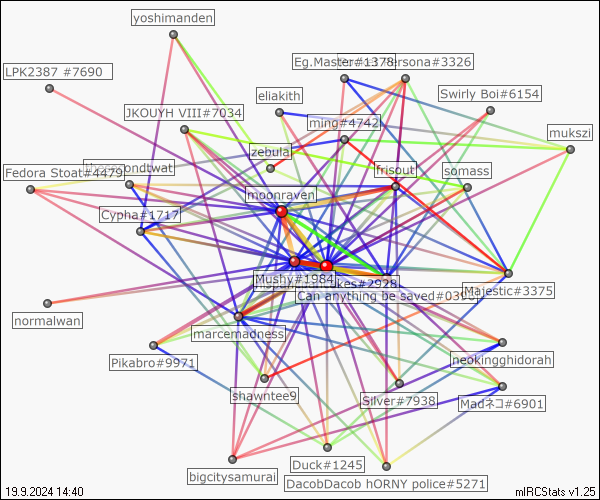 yoshimanden
Eg.Master#1378
ersona#3326
LPK2387 #7690
eliakith
Swirly Boi#6154
JKOUYH VIII#7034
ming#4742
mukszi
zebula
thesecondtwat
Fedora Stoat#4479
frisout
somass
moonraven
Cypha#1717
Mushy#1984
akes#2928
Can anything be saved#0396
Majestic#3375
normalwan
marcemadness
Pikabro#9971
neokingghidorah
shawntee9
Silver#7938
Madネコ#6901
bigcitysamurai
Duck#1245
DacobDacob hORNY police#5271
19.9.2024 14:40
mIRCStats v1.25